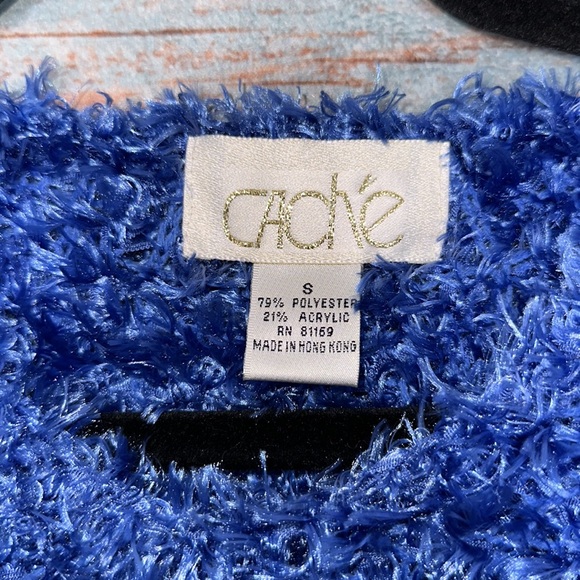 Caché
S
79% POLYESTER
21% ACRYLIC
RN 81169
MADE IN HONG KONG